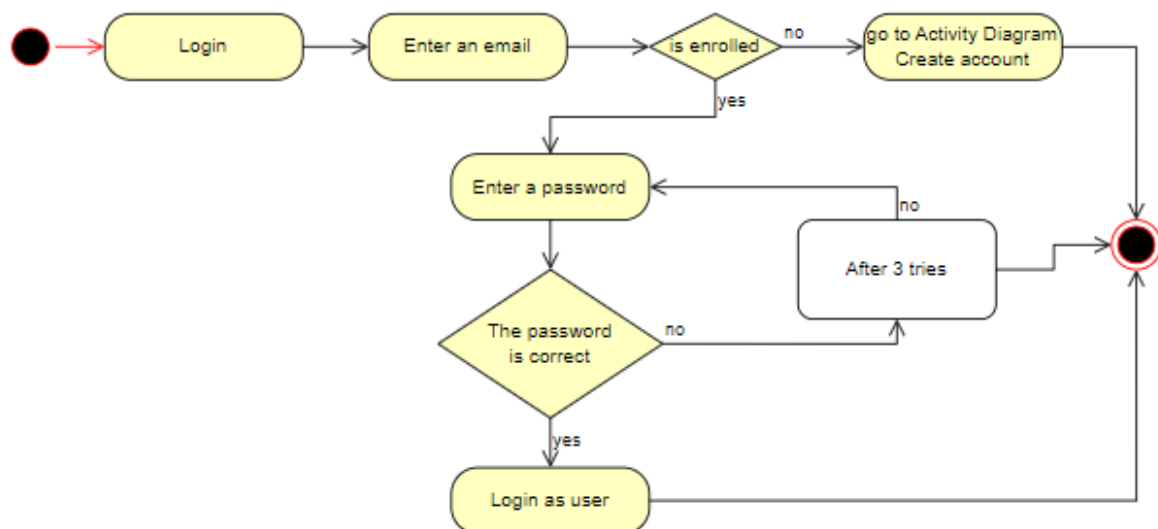 Login
Enter an email
is enrolled
no
go to Activity Diagram
Create account
yes
Enter a password
no
After 3 tries
The password
is correct
no
yes
Login as user